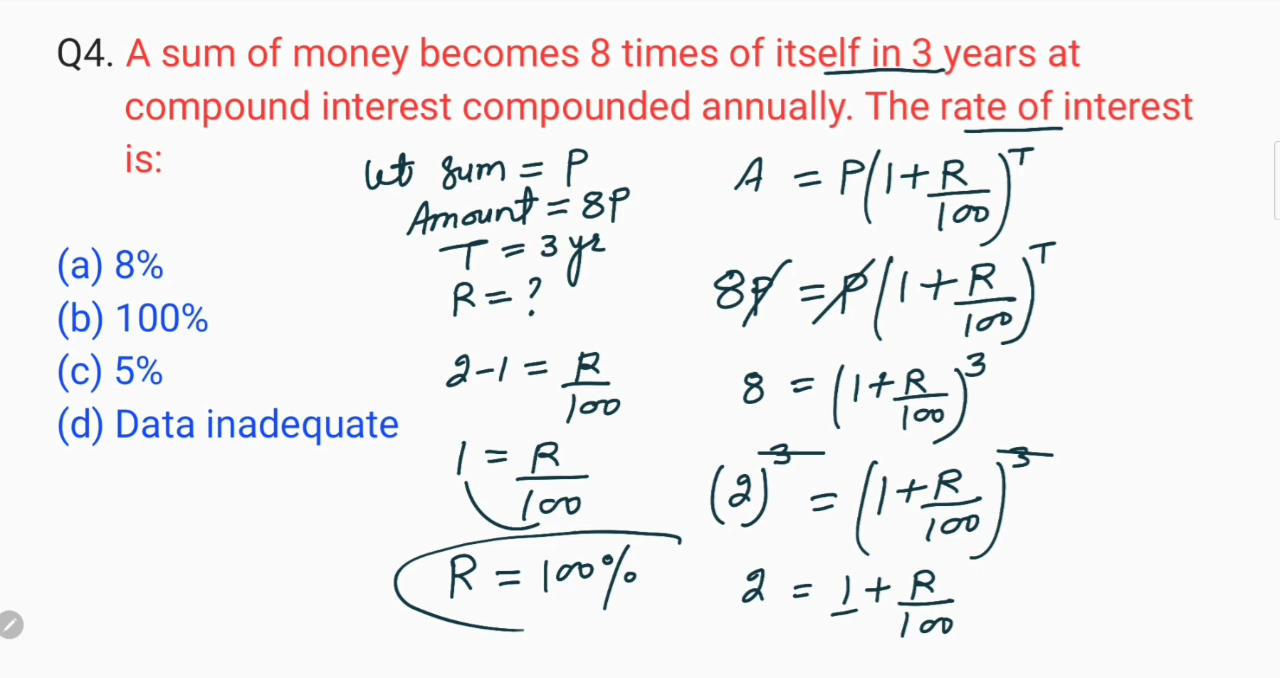 Q4. A sum of money becomes 8 times of itself in 3 years at
compound interest compounded annually. The rate of interest
is:
(a) 8%
(b) 100%
(c) 5%
(d) Data inadequate
let sum = P
Amount = 8P
T = 3 yr
R = ?
A = P(1+R/100)^T
8P = P(1+R/100)^T
8 = (1+R/100)^3
(2)^3 = (1+R/100)^3
2 = 1+R/100
2-1 = R/100
1 = R/100
R = 100%